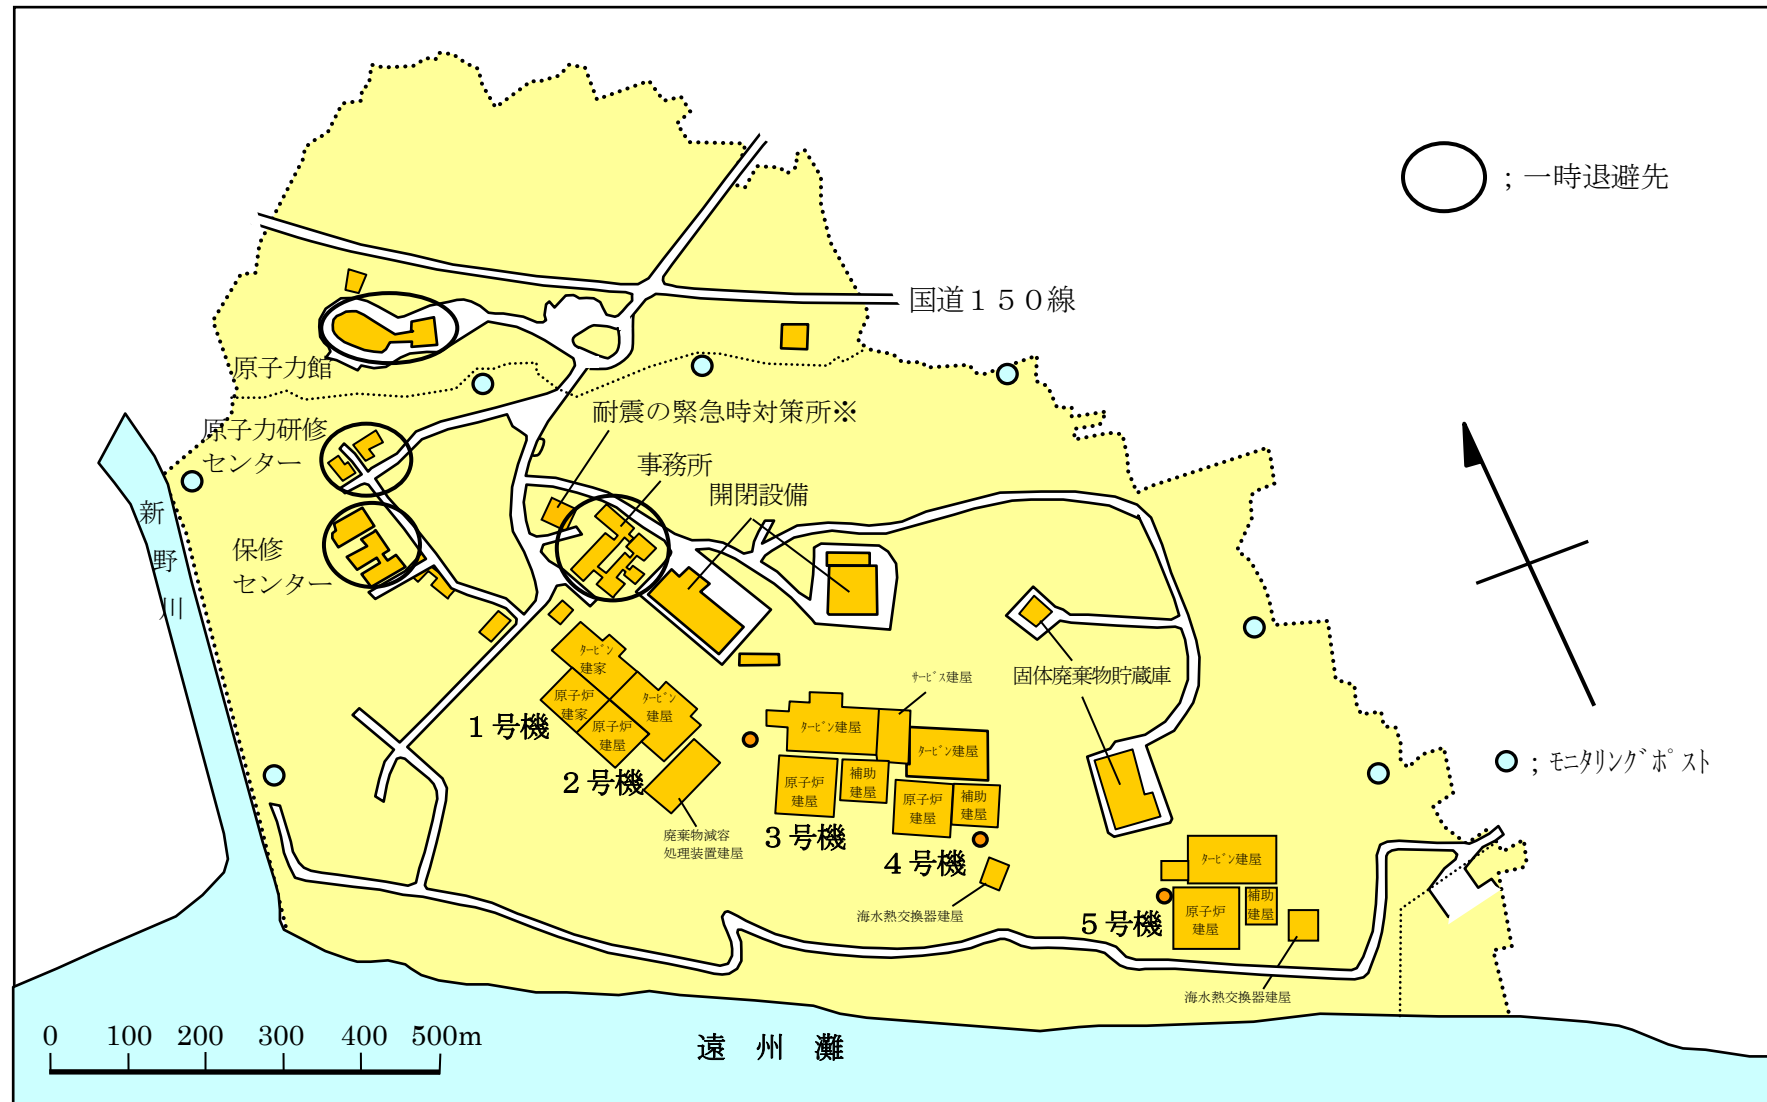 ；一時退避先
国道１５０線
原子力館
耐震の緊急時対策所※
原子力研修
センター
事務所
開閉設備
新
野
川
保修
センター
ﾀｰﾋﾞﾝ
建家
原子炉
建家
ﾀｰﾋﾞﾝ
建屋
原子炉
建屋
１号機
２号機
廃棄物減容
処理装置建屋
ｻｰﾋﾞｽ建屋
ﾀｰﾋﾞﾝ建屋
ﾀｰﾋﾞﾝ建屋
原子炉
建屋
補助
建屋
原子炉
建屋
補助
建屋
３号機
４号機
海水熱交換器建屋
固体廃棄物貯蔵庫
；ﾓﾆﾀﾘﾝｸﾞﾎﾟｽﾄ
ﾀｰﾋﾞﾝ建屋
原子炉
建屋
補助
建屋
５号機
海水熱交換器建屋
0 100 200 300 400 500m
遠 州 灘